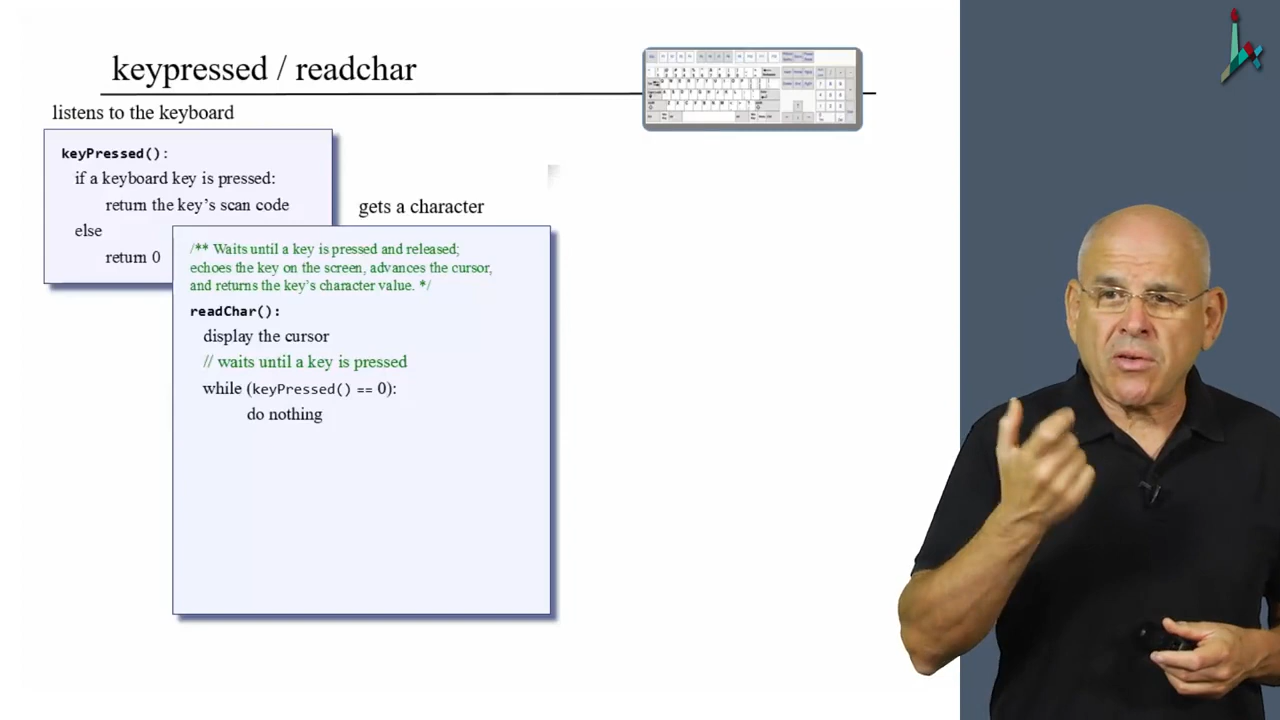 keypressed / readchar
listens to the keyboard
keyPressed():
if a keyboard key is pressed:
return the key's scan code
else
return 0
gets a character
/** Waits until a key is pressed and released;
echoes the key on the screen, advances the cursor,
and returns the key's character value. */
readChar():
display the cursor
// waits until a key is pressed
while (keyPressed() == 0):
do nothing